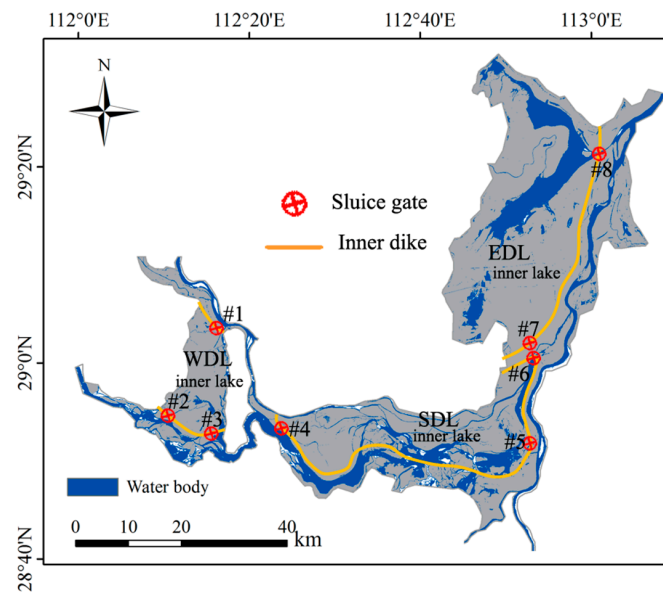 112°0'E 112°20'E 112°40'E 113°0'E
N
29°20'N
#8
Sluice gate
Inner dike
EDL
inner lake
#1
#7
WDL
inner lake
29°0'N
#6
#2
#3
#4
SDL
inner lake
#5
Water body
0 10 20 40
km
28°40'N